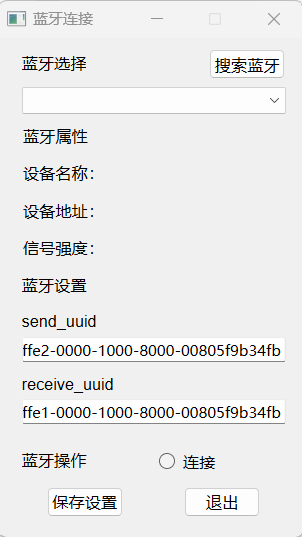 蓝牙连接
蓝牙选择 搜索蓝牙
蓝牙属性
设备名称：
设备地址：
信号强度：
蓝牙设置
send_uuid
ffe2-0000-1000-8000-00805f9b34fb
receive_uuid
ffe1-0000-1000-8000-00805f9b34fb
蓝牙操作 连接
保存设置 退出